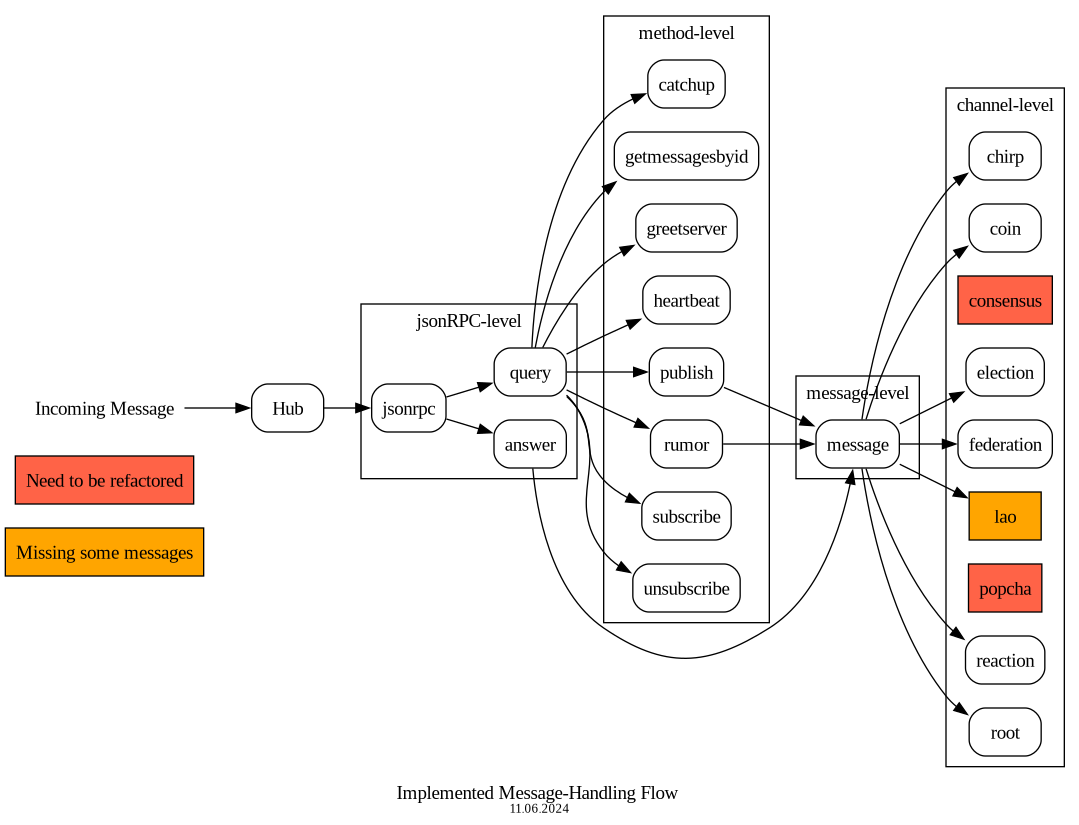 Incoming Message
Need to be refactored
Missing some messages
Hub
jsonRPC-level
jsonrpc
query
answer
method-level
catchup
getmessagesbyid
greetserver
heartbeat
publish
rumor
subscribe
unsubscribe
message-level
message
channel-level
chirp
coin
consensus
election
federation
lao
popcha
reaction
root
Implemented Message-Handling Flow
11.06.2024